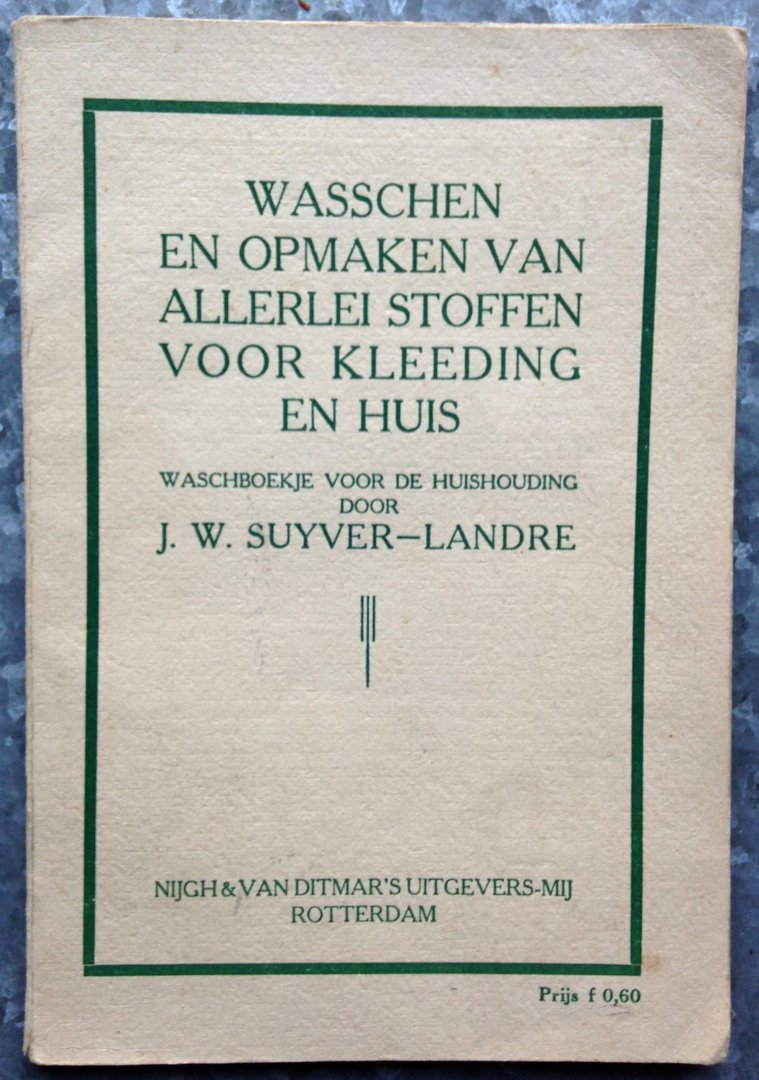 WASSCHEN
EN OPMAKEN VAN
ALLERLEI STOFFEN
VOOR KLEEDING
EN HUIS
WASCHBOEKJE VOOR DE HUISHOUDING
DOOR
J. W. SUYVER—LANDRE
NIJGH & VAN DITMAR'S UITGEVERS-MIJ
ROTTERDAM
Prijs f 0,60